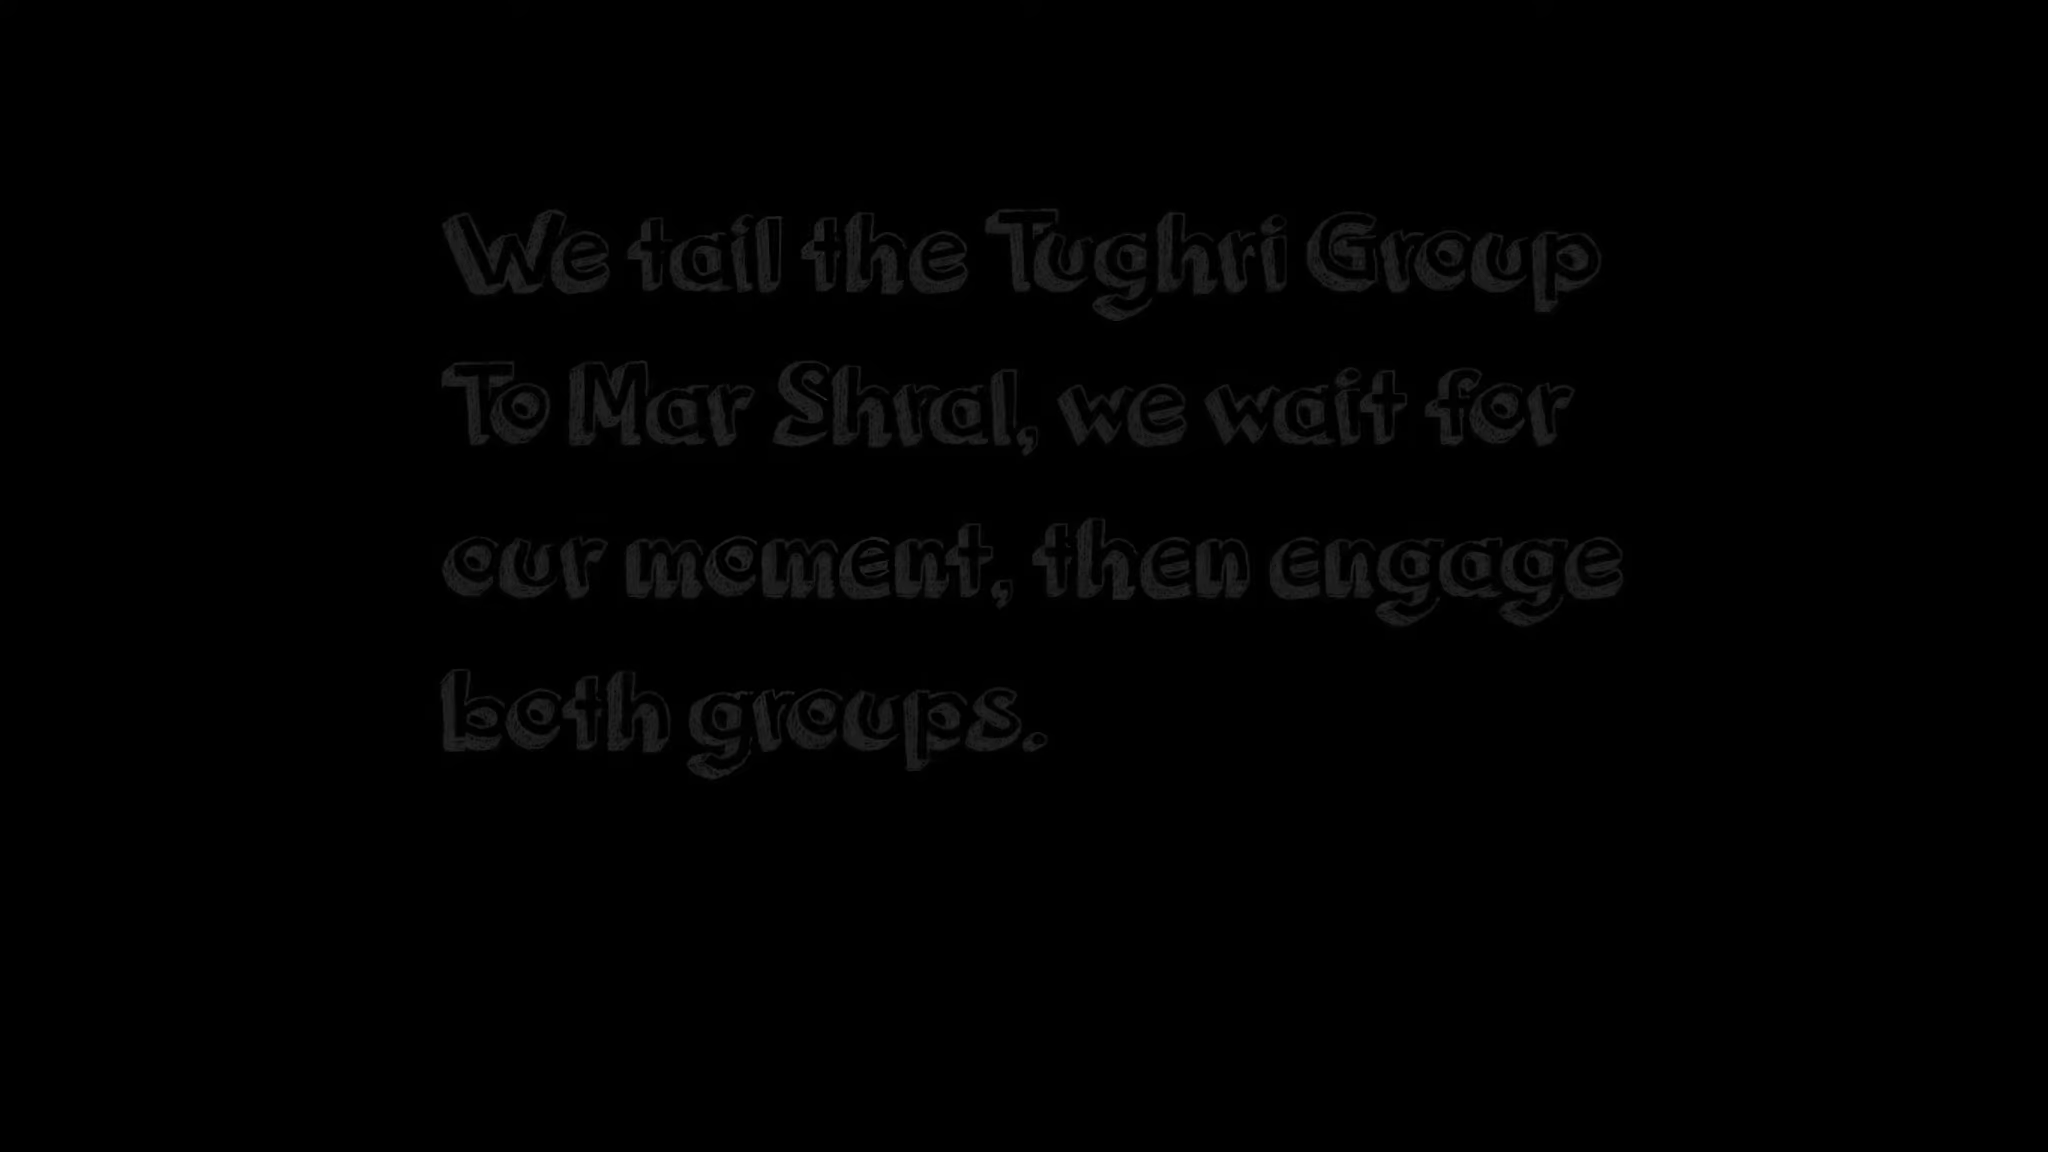 We tail the Tughri Group
To Mar Shral, we wait for
our moment, then engage
both groups.